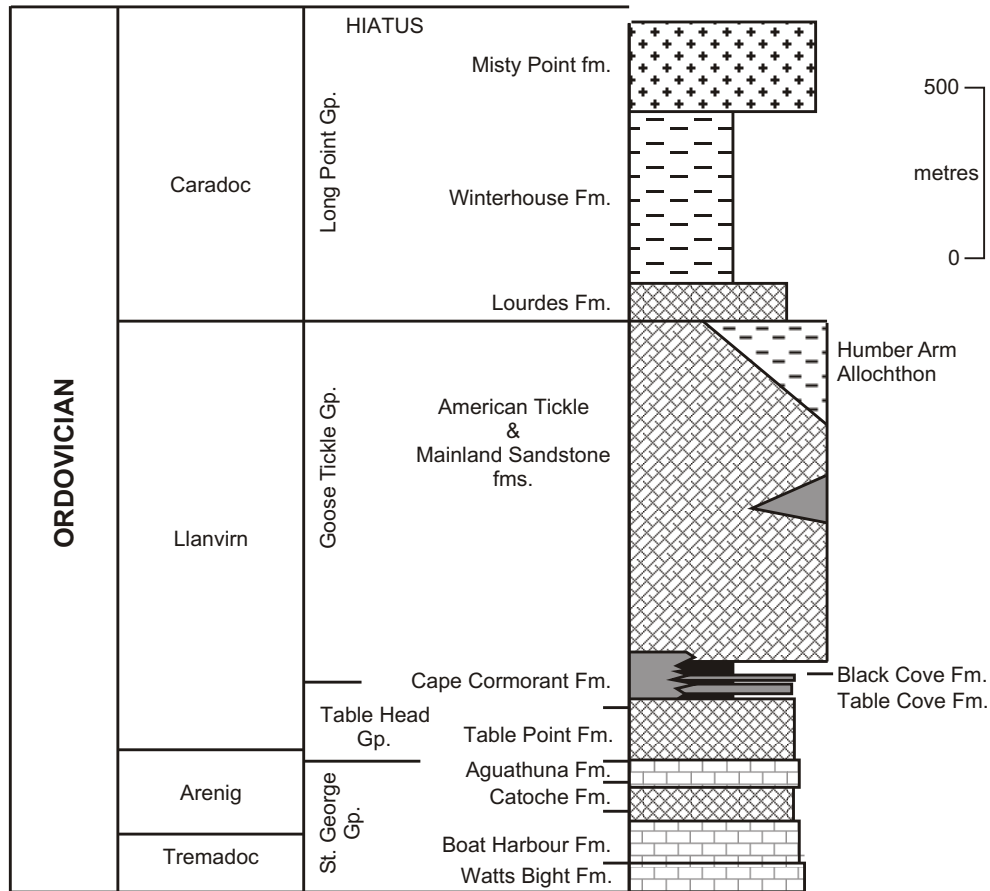 HIATUS
Misty Point fm.
500
metres
0
Long Point Gp.
Caradoc
Winterhouse Fm.
Lourdes Fm.
Humber Arm
Allochthon
ORDOVICIAN
Goose Tickle Gp.
American Tickle
&
Mainland Sandstone
fms.
Llanvirn
Cape Cormorant Fm.
Black Cove Fm.
Table Cove Fm.
Table Head
Gp.
Table Point Fm.
Aguathuna Fm.
Arenig
Catoche Fm.
St. George
Gp.
Boat Harbour Fm.
Tremadoc
Watts Bight Fm.